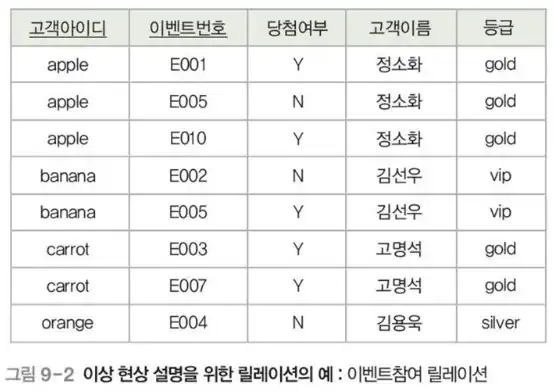 고객아이디 이벤트번호 당첨여부 고객이름 등급
apple E001 Y 정소화 gold
apple E005 N 정소화 gold
apple E010 Y 정소화 gold
banana E002 N 김선우 vip
banana E005 Y 김선우 vip
carrot E003 Y 고명석 gold
carrot E007 Y 고명석 gold
orange E004 N 김용욱 silver
그림 9-2 이상 현상 설명을 위한 릴레이션의 예 : 이벤트참여 릴레이션